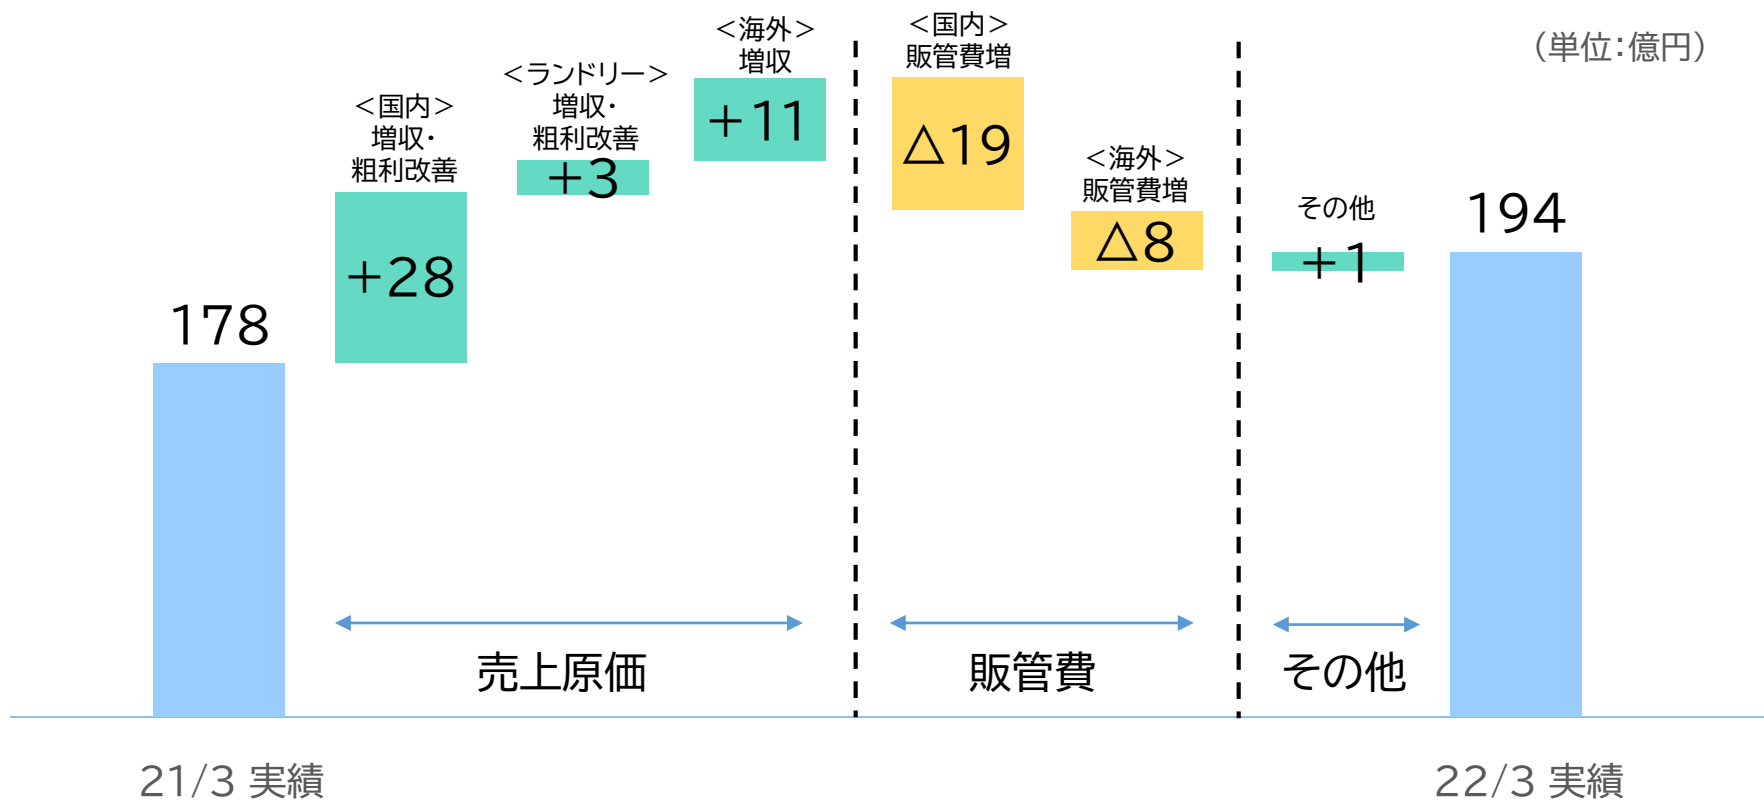 (単位:億円)
178
<国内>
増収・
粗利改善
+28
<ランドリー>
増収・
粗利改善
+3
<海外>
増収
+11
<国内>
販管費増
△19
<海外>
販管費増
△8
その他
+1
194
売上原価
販管費
その他
21/3 実績
22/3 実績